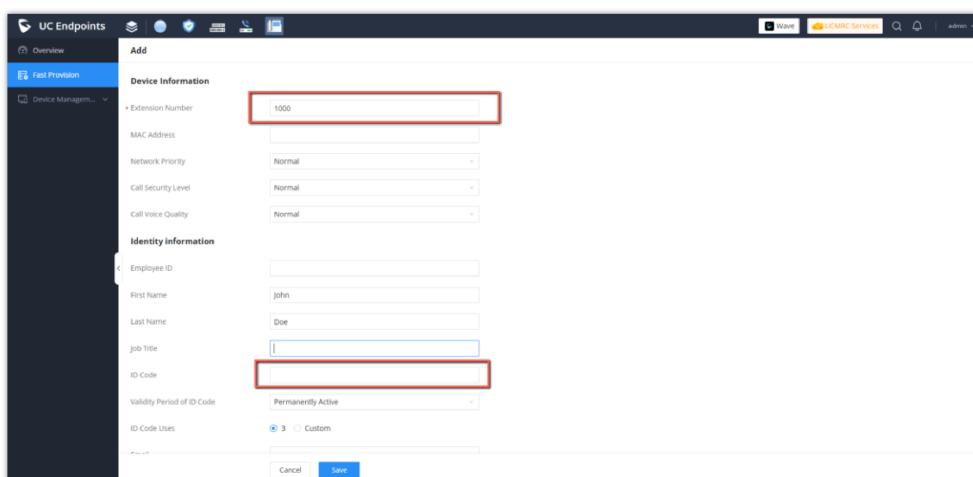 UC Endpoints
Wave
UCMRC Services
admin
Overview
Fast Provision
Device Managem...
Add
Device Information
* Extension Number 1000
MAC Address
Network Priority Normal
Call Security Level Normal
Call Voice Quality Normal
Identity information
Employee ID
First Name John
Last Name Doe
Job Title
ID Code
Validity Period of ID Code Permanently Active
ID Code Uses 3 Custom
Email
Cancel Save